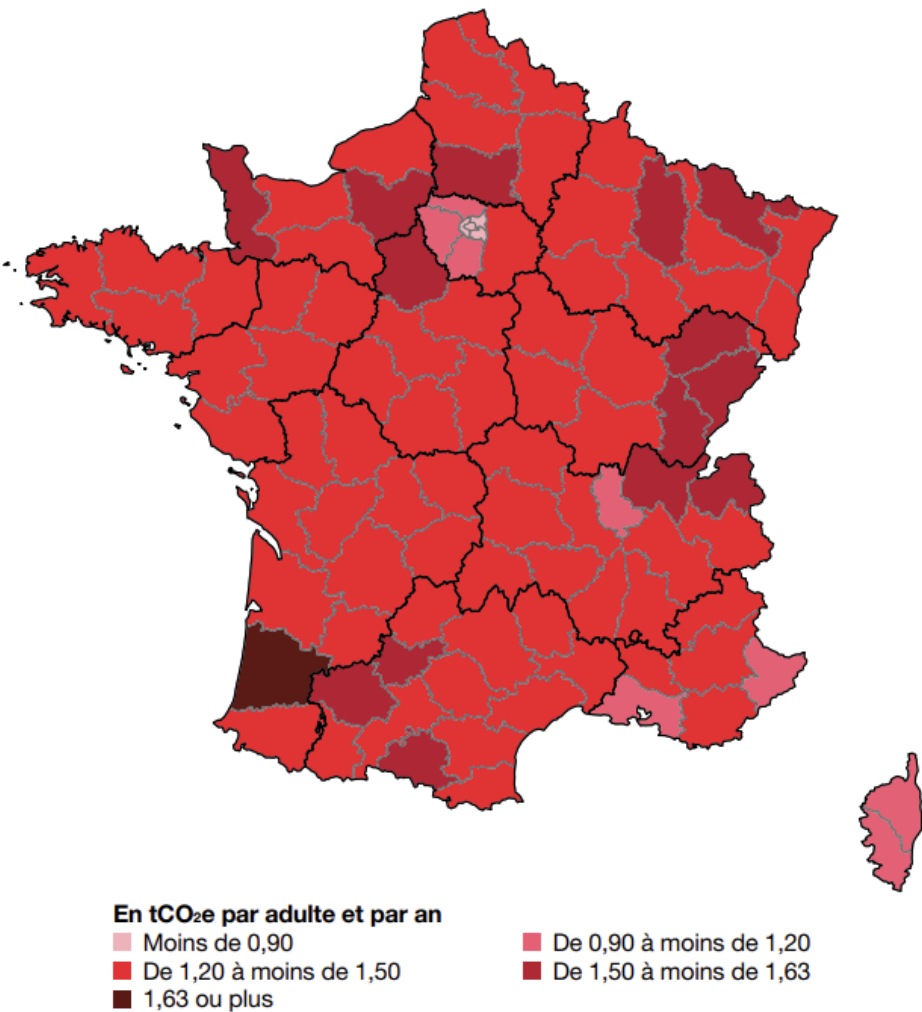 En tCO₂e par adulte et par an
Moins de 0,90
De 0,90 à moins de 1,20
De 1,20 à moins de 1,50
De 1,50 à moins de 1,63
1,63 ou plus